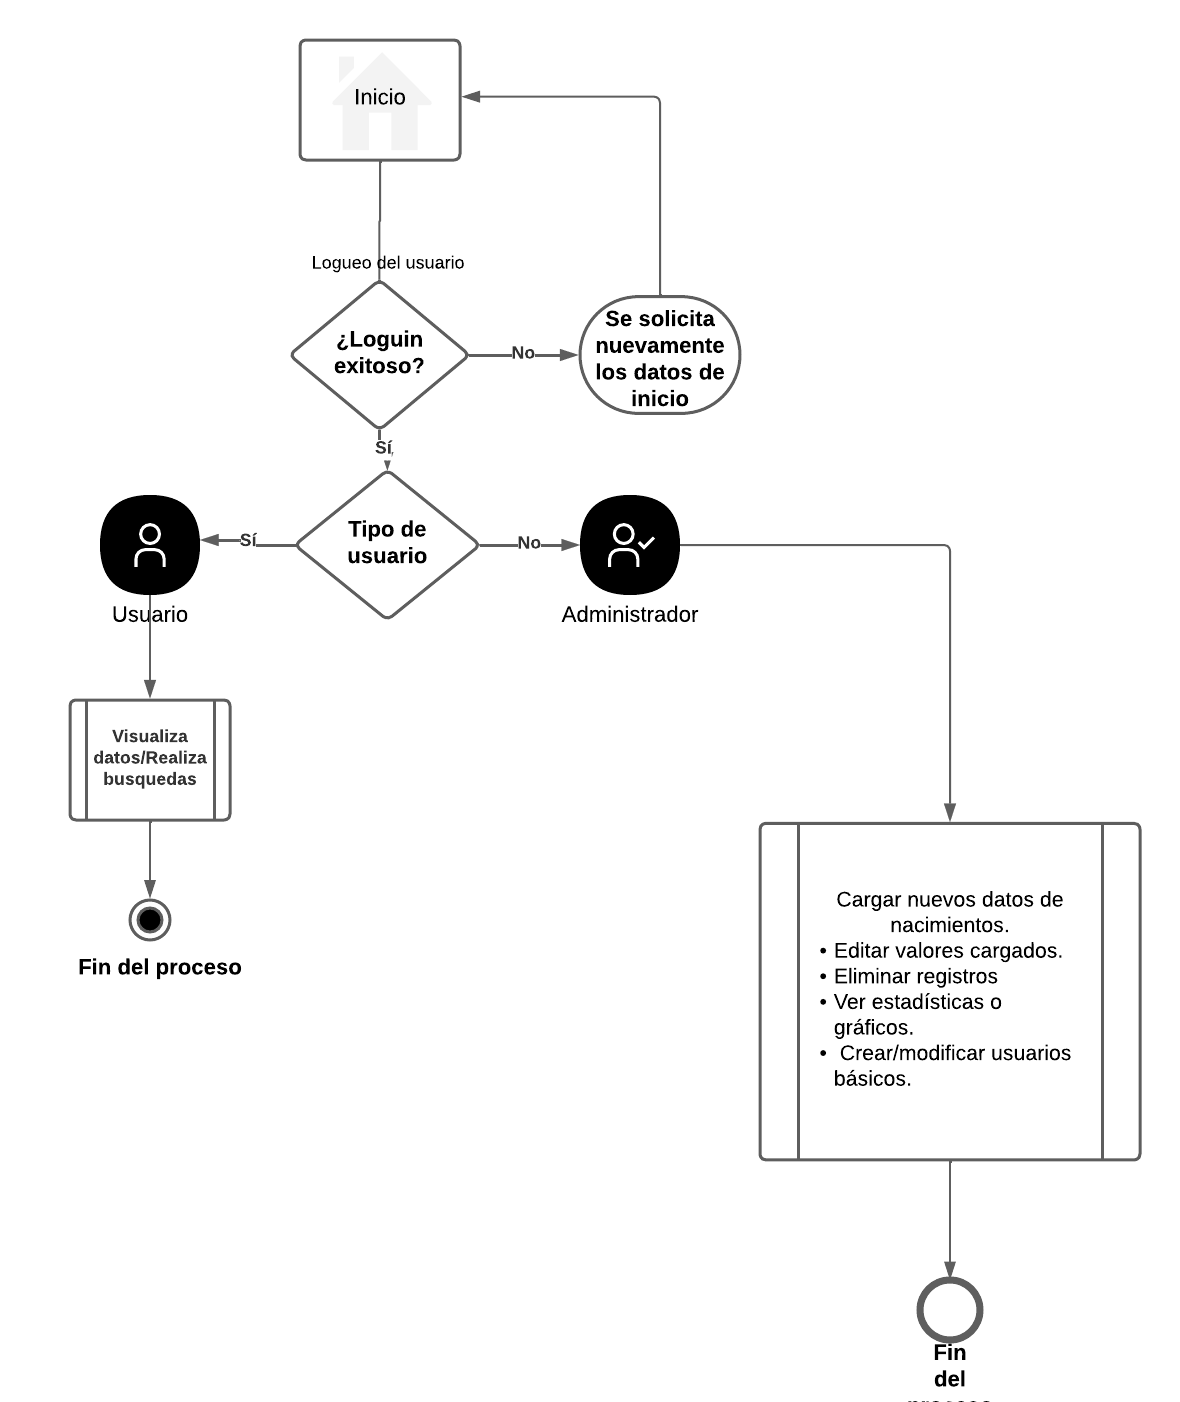 Inicio
Logueo del usuario
¿Loguin
exitoso?
No
Se solicita
nuevamente
los datos de
inicio
Sí
Tipo de
usuario
Sí
No
Usuario
Administrador
Visualiza
datos/Realiza
busquedas
Fin del proceso
Cargar nuevos datos de
nacimientos.
• Editar valores cargados.
• Eliminar registros
• Ver estadísticas o
gráficos.
• Crear/modificar usuarios
básicos.
Fin
del